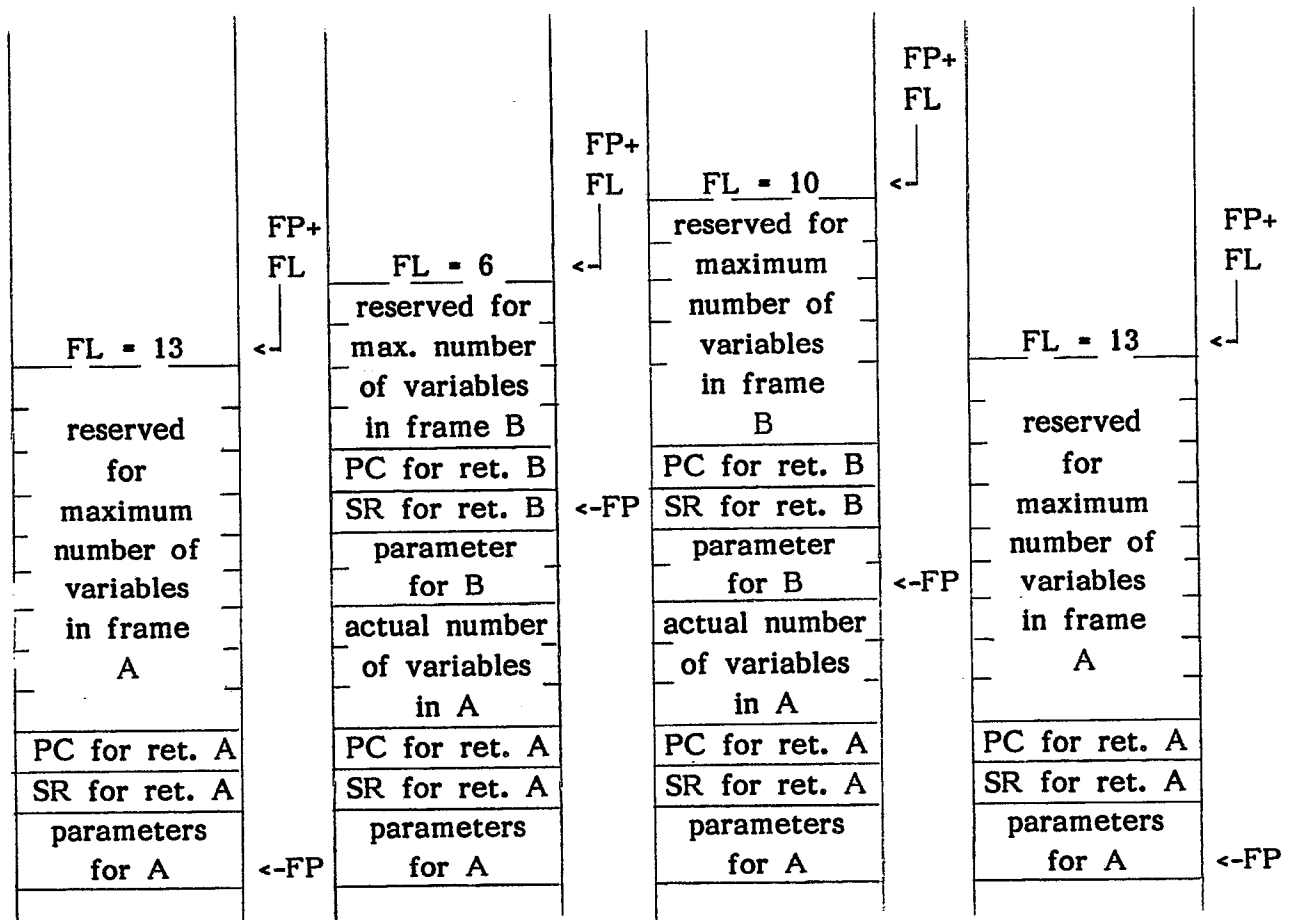 FP+
FL
FL = 13
<-
reserved
for
maximum
number of
variables
in frame
A
PC for ret. A
SR for ret. A
parameters
for A
<-FP
FP+
FL
FL = 6
<-
reserved for
max. number
of variables
in frame B
PC for ret. B
SR for ret. B
<-FP
parameter
for B
actual number
of variables
in A
PC for ret. A
SR for ret. A
parameters
for A
FP+
FL
FL = 10
<-
reserved for
maximum
number of
variables
in frame
B
PC for ret. B
SR for ret. B
parameter
for B
<-FP
actual number
of variables
in A
PC for ret. A
SR for ret. A
parameters
for A
FP+
FL
FL = 13
<-
reserved
for
maximum
number of
variables
in frame
A
PC for ret. A
SR for ret. A
parameters
for A
<-FP